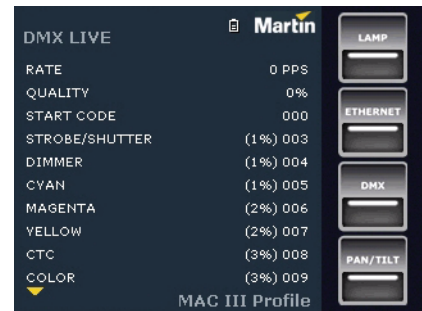 Martin
DMX LIVE
RATE 0 PPS
QUALITY 0%
START CODE 000
STROBE/SHUTTER (1%) 003
DIMMER (1%) 004
CYAN (1%) 005
MAGENTA (2%) 006
YELLOW (2%) 007
CTC (3%) 008
COLOR (3%) 009
MAC III Profile
LAMP
ETHERNET
DMX
PAN/TILT